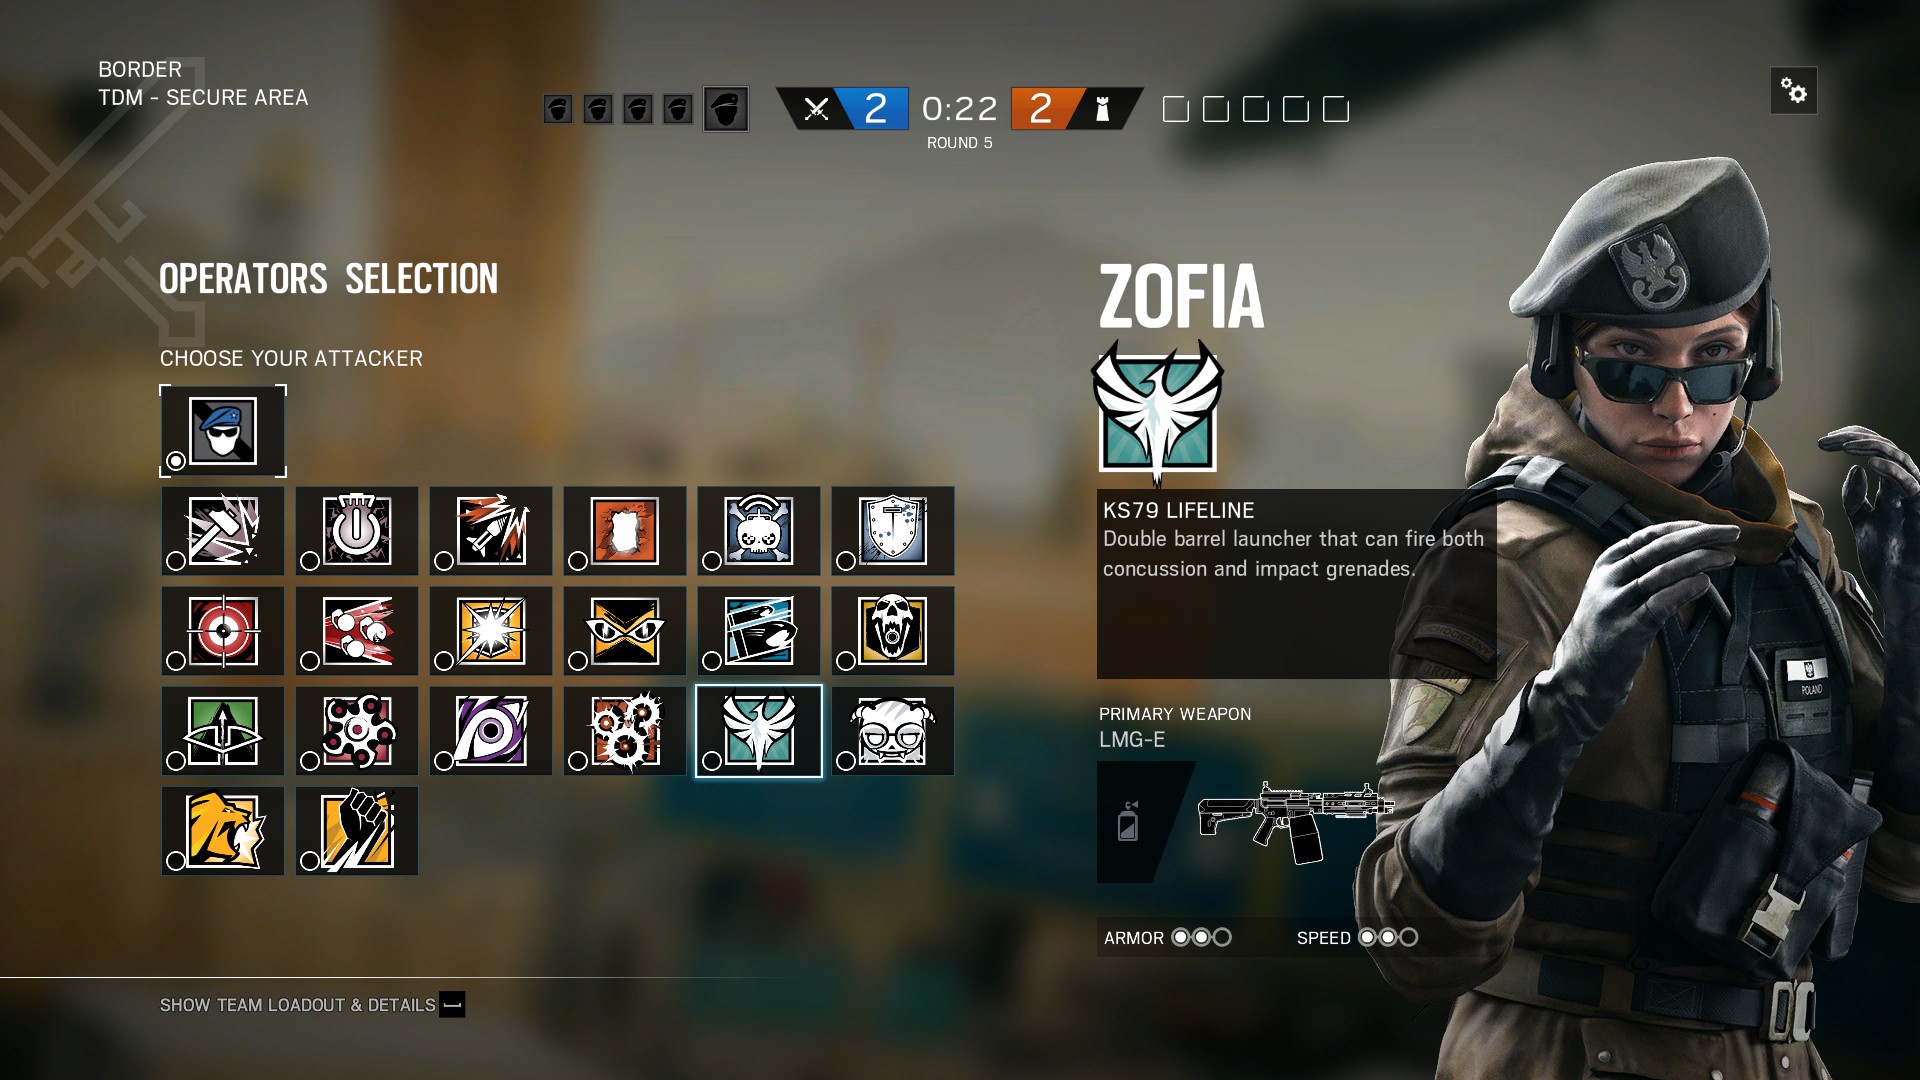 BORDER
TDM - SECURE AREA
2 0:22 2
ROUND 5
OPERATORS SELECTION
CHOOSE YOUR ATTACKER
ZOFIA
KS79 LIFELINE
Double barrel launcher that can fire both
concussion and impact grenades.
POLAND
PRIMARY WEAPON
LMG-E
ARMOR
SPEED
SHOW TEAM LOADOUT & DETAILS